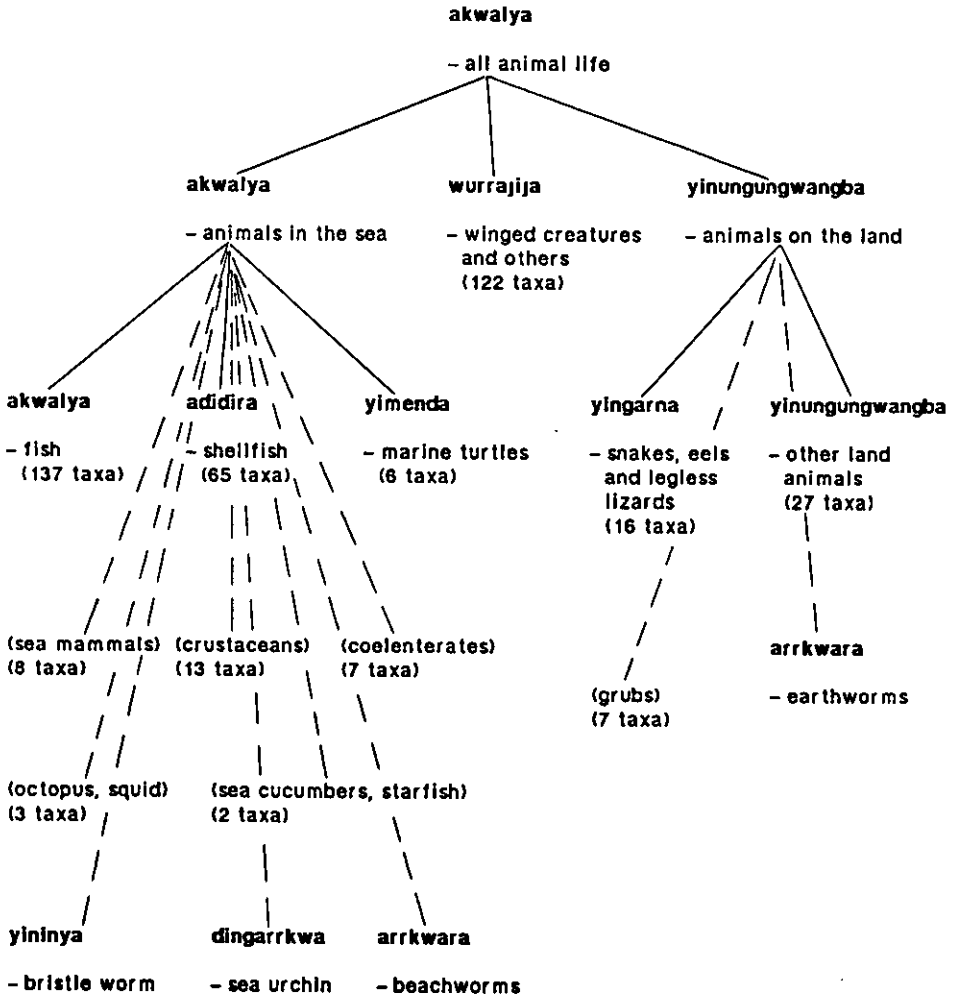 akwalya
– all animal life
akwalya
– animals in the sea
wurrajija
– winged creatures
and others
(122 taxa)
yinungungwangba
– animals on the land
akwalya
– fish
(137 taxa)
adidira
– shellfish
(65 taxa)
yimenda
– marine turtles
(6 taxa)
yingarna
– snakes, eels
and legless
lizards
(16 taxa)
yinungungwangba
– other land
animals
(27 taxa)
(sea mammals)
(8 taxa)
(crustaceans)
(13 taxa)
(coelenterates)
(7 taxa)
(grubs)
(7 taxa)
arrkwara
– earthworms
(octopus, squid)
(3 taxa)
(sea cucumbers, starfish)
(2 taxa)
yininya
– bristle worm
dingarrkwa
– sea urchin
arrkwara
– beachworms